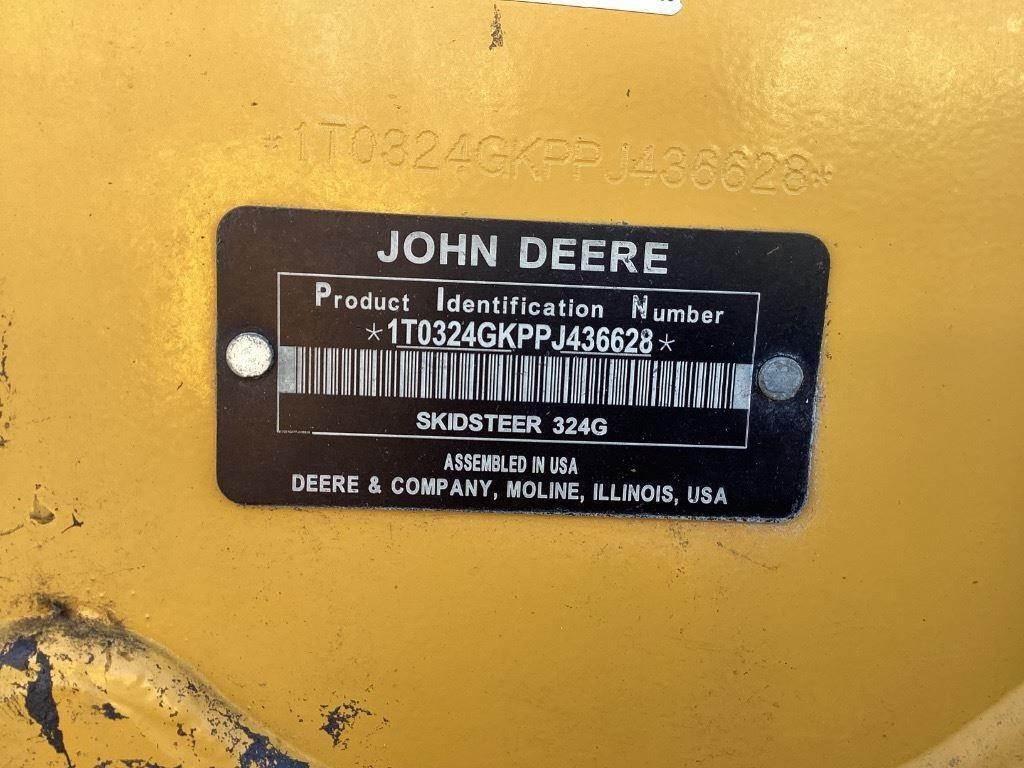 *1T0324GKPPJ436628*
JOHN DEERE
Product Identification Number
*1T0324GKPPJ436628*
SKIDSTEER 324G
ASSEMBLED IN USA
DEERE & COMPANY, MOLINE, ILLINOIS, USA